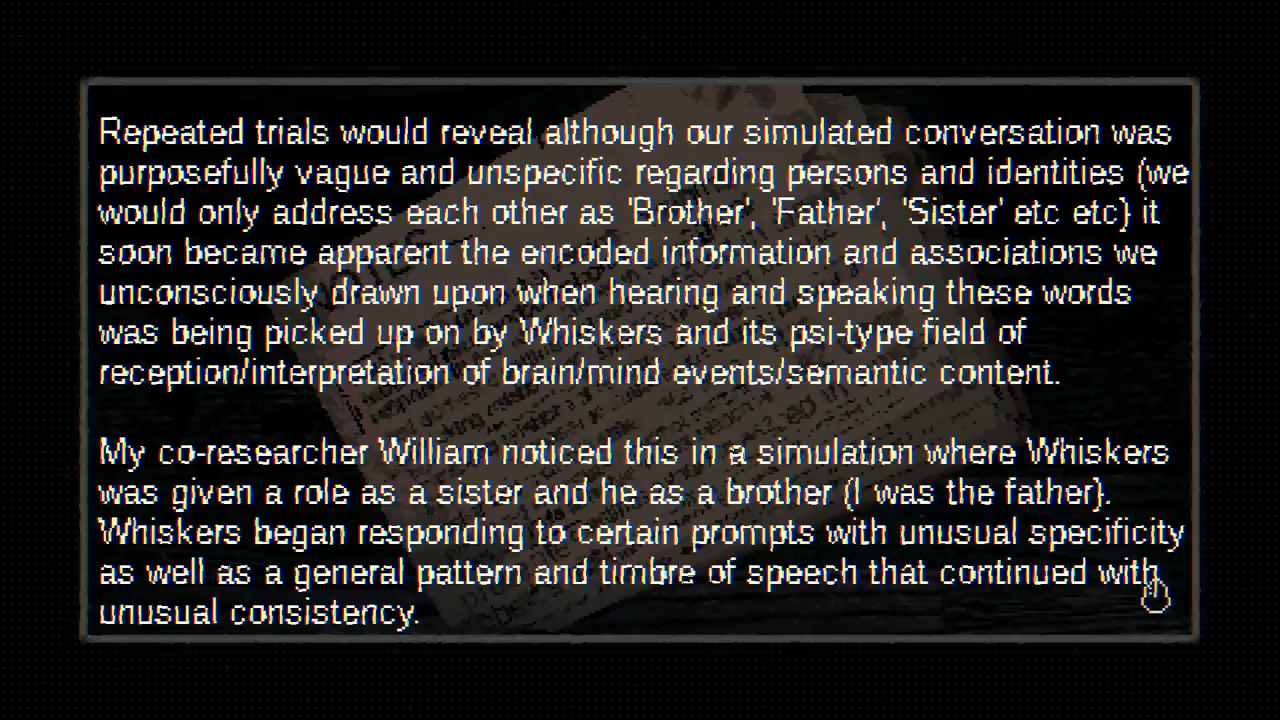 Repeated trials would reveal although our simulated conversation was
purposefully vague and unspecific regarding persons and identities (we
would only address each other as 'Brother', 'Father', 'Sister' etc etc) it
soon became apparent the encoded information and associations we
unconsciously drawn upon when hearing and speaking these words
was being picked up on by Whiskers and its psi-type field of
reception/interpretation of brain/mind events/semantic content.
My co-researcher William noticed this in a simulation where Whiskers
was given a role as a sister and he as a brother (I was the father).
Whiskers began responding to certain prompts with unusual specificity
as well as a general pattern and timbre of speech that continued with
unusual consistency.